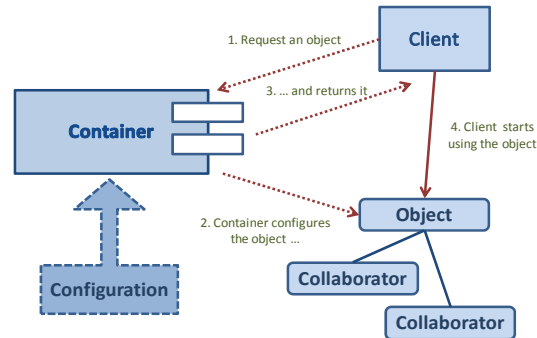 1. Request an object
Client
3. ... and returns it
Container
4. Client starts
using the object
Object
2. Container configures
the object ...
Collaborator
Configuration
Collaborator